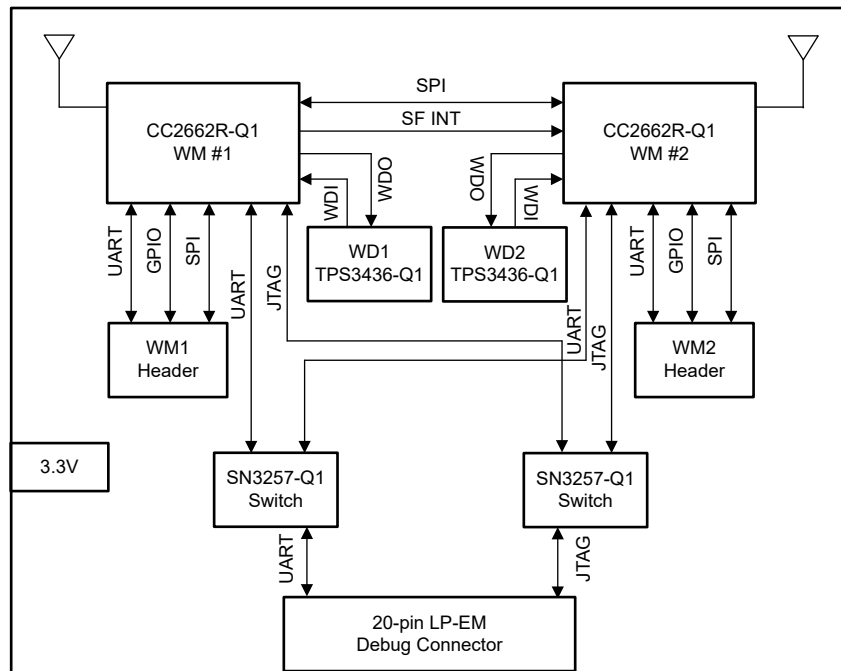 SPI
SF INT
CC2662R-Q1
WM #1
CC2662R-Q1
WM #2
WDO
WDI
WDO
WDI
WD1
TPS3436-Q1
WD2
TPS3436-Q1
UART
GPIO
SPI
UART
JTAG
UART
JTAG
UART
GPIO
SPI
WM1
Header
WM2
Header
3.3V
SN3257-Q1
Switch
SN3257-Q1
Switch
UART
JTAG
20-pin LP-EM
Debug Connector